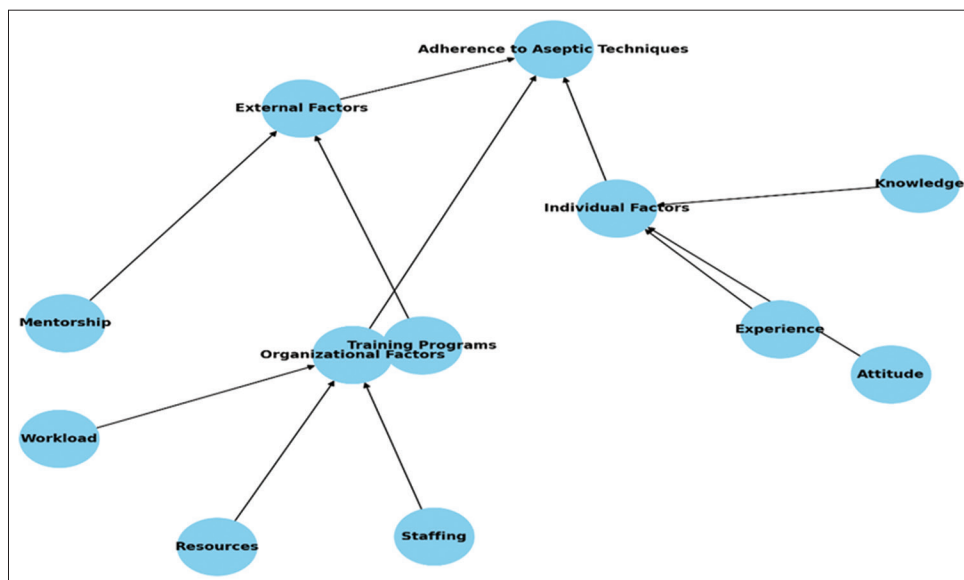 Adherence to Aseptic Techniques
External Factors
Knowledge
Individual Factors
Mentorship
Experience
Training Programs
Organizational Factors
Attitude
Workload
Staffing
Resources